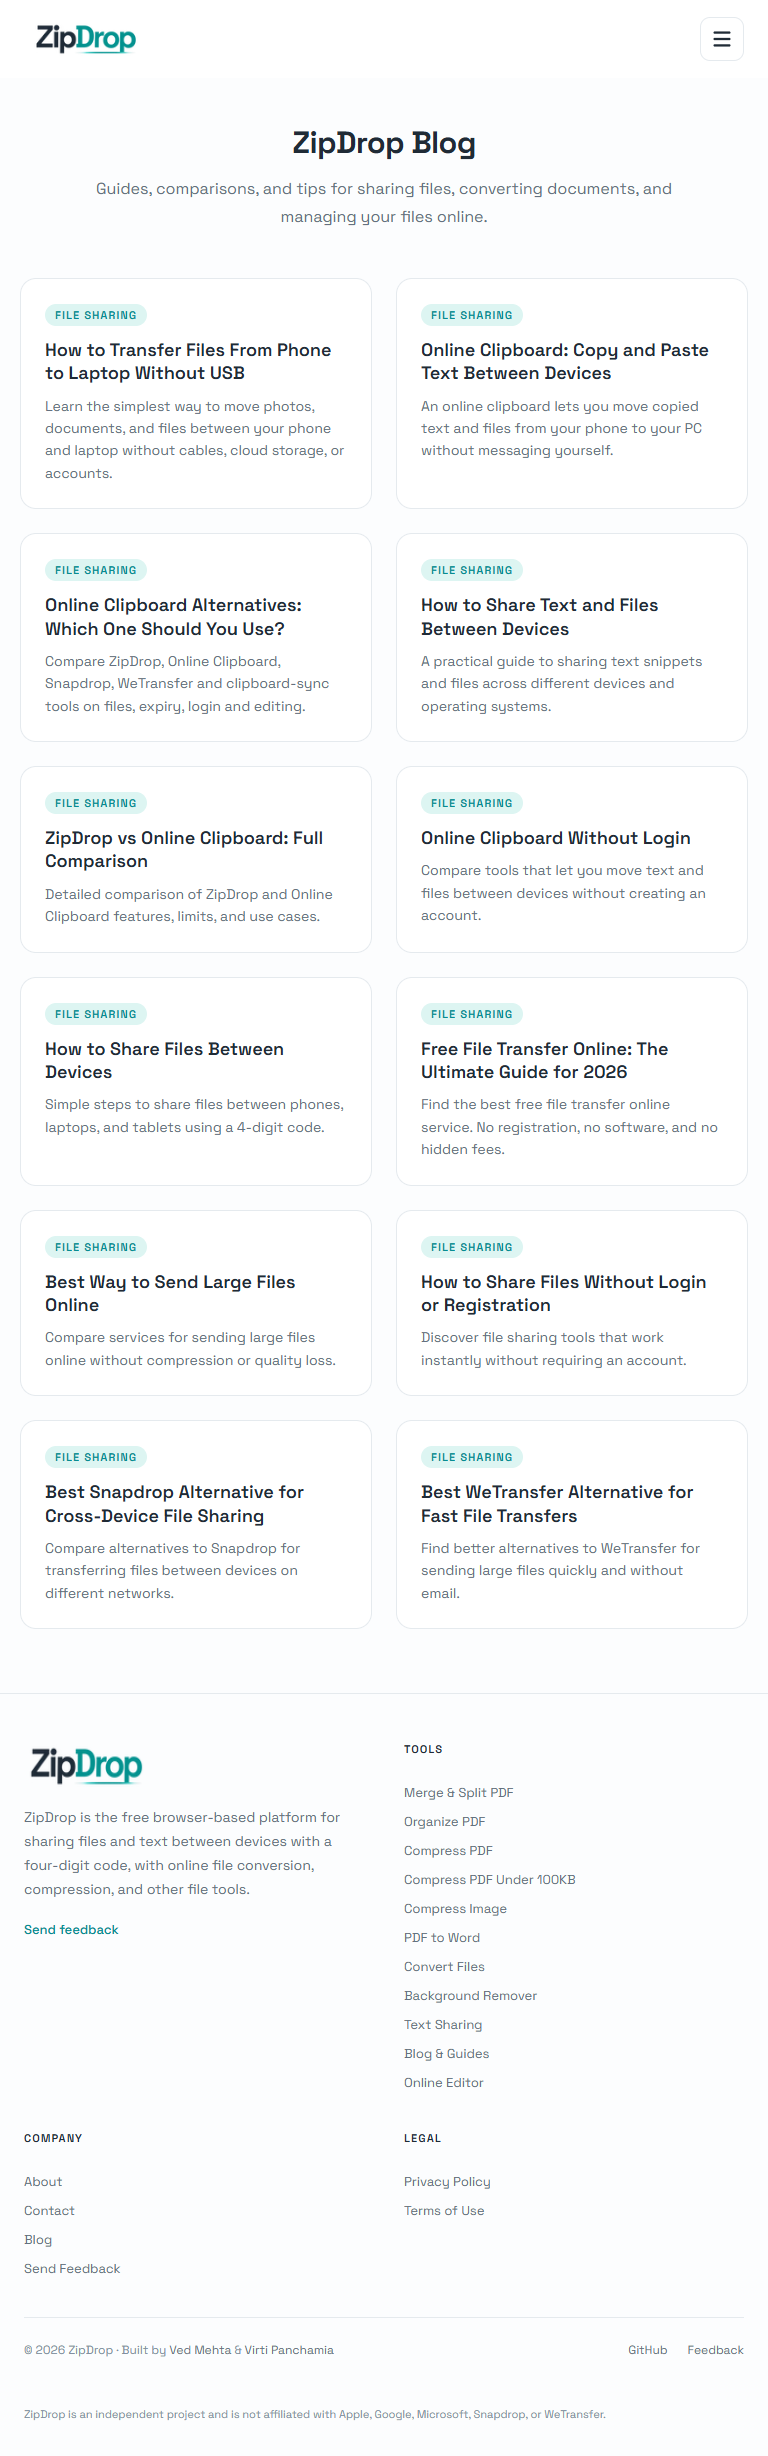 ZipDrop
ZipDrop Blog
Guides, comparisons, and tips for sharing files, converting documents, and
managing your files online.
FILE SHARING
How to Transfer Files From Phone
to Laptop Without USB
Learn the simplest way to move photos,
documents, and files between your phone
and laptop without cables, cloud storage, or
accounts.
FILE SHARING
Online Clipboard: Copy and Paste
Text Between Devices
An online clipboard lets you move copied
text and files from your phone to your PC
without messaging yourself.
FILE SHARING
Online Clipboard Alternatives:
Which One Should You Use?
Compare ZipDrop, Online Clipboard,
Snapdrop, WeTransfer and clipboard-sync
tools on files, expiry, login and editing.
FILE SHARING
How to Share Text and Files
Between Devices
A practical guide to sharing text snippets
and files across different devices and
operating systems.
FILE SHARING
ZipDrop vs Online Clipboard: Full
Comparison
Detailed comparison of ZipDrop and Online
Clipboard features, limits, and use cases.
FILE SHARING
Online Clipboard Without Login
Compare tools that let you move text and
files between devices without creating an
account.
FILE SHARING
How to Share Files Between
Devices
Simple steps to share files between phones,
laptops, and tablets using a 4-digit code.
FILE SHARING
Free File Transfer Online: The
Ultimate Guide for 2026
Find the best free file transfer online
service. No registration, no software, and no
hidden fees.
FILE SHARING
Best Way to Send Large Files
Online
Compare services for sending large files
online without compression or quality loss.
FILE SHARING
How to Share Files Without Login
or Registration
Discover file sharing tools that work
instantly without requiring an account.
FILE SHARING
Best Snapdrop Alternative for
Cross-Device File Sharing
Compare alternatives to Snapdrop for
transferring files between devices on
different networks.
FILE SHARING
Best WeTransfer Alternative for
Fast File Transfers
Find better alternatives to WeTransfer for
sending large files quickly and without
email.
ZipDrop
ZipDrop is the free browser-based platform for
sharing files and text between devices with a
four-digit code, with online file conversion,
compression, and other file tools.
Send feedback
TOOLS
Merge & Split PDF
Organize PDF
Compress PDF
Compress PDF Under 100KB
Compress Image
PDF to Word
Convert Files
Background Remover
Text Sharing
Blog & Guides
Online Editor
COMPANY
About
Contact
Blog
Send Feedback
LEGAL
Privacy Policy
Terms of Use
© 2026 ZipDrop · Built by Ved Mehta & Virti Panchamia
GitHub Feedback
ZipDrop is an independent project and is not affiliated with Apple, Google, Microsoft, Snapdrop, or WeTransfer.